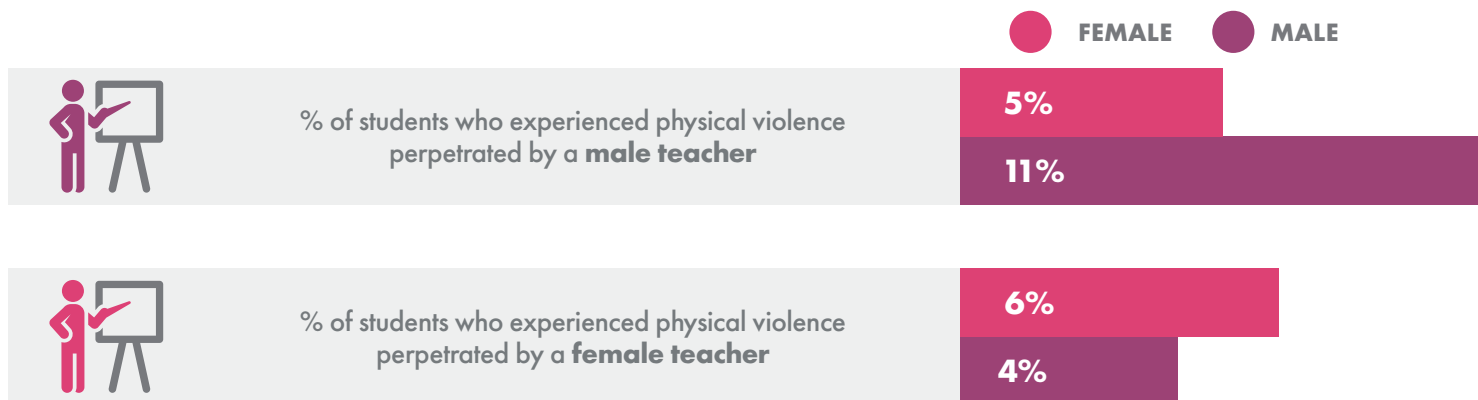 FEMALE MALE
% of students who experienced physical violence
perpetrated by a male teacher
5%
11%
% of students who experienced physical violence
perpetrated by a female teacher
6%
4%